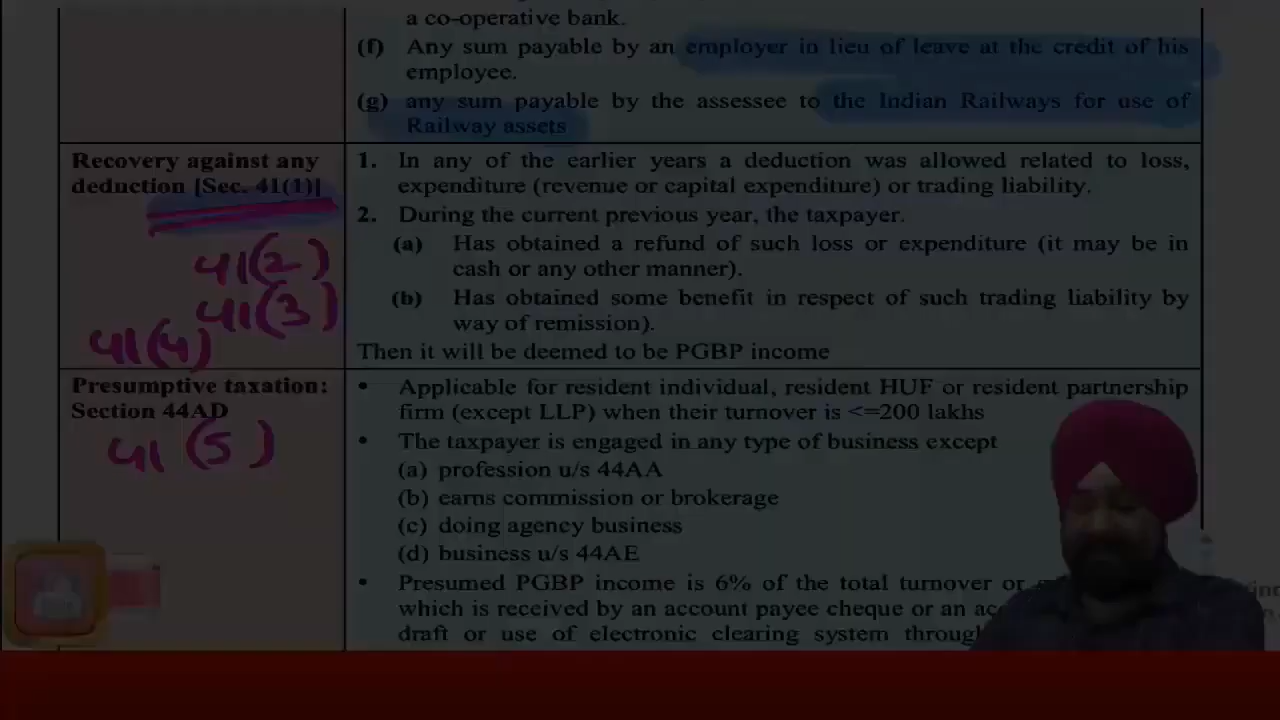 a co-operative bank.
(f) Any sum payable by an employer in lieu of leave at the credit of his
employee.
(g) any sum payable by the assessee to the Indian Railways for use of
Railway assets
Recovery against any
deduction [Sec. 41(1)]
41(2)
41(3)
41(4)
1. In any of the earlier years a deduction was allowed related to loss,
expenditure (revenue or capital expenditure) or trading liability.
2. During the current previous year, the taxpayer.
(a) Has obtained a refund of such loss or expenditure (it may be in
cash or any other manner).
(b) Has obtained some benefit in respect of such trading liability by
way of remission).
Then it will be deemed to be PGBP income
Presumptive taxation:
Section 44AD
41(5)
• Applicable for resident individual, resident HUF or resident partnership
firm (except LLP) when their turnover is <=200 lakhs
• The taxpayer is engaged in any type of business except
(a) profession u/s 44AA
(b) earns commission or brokerage
(c) doing agency business
(d) business u/s 44AE
• Presumed PGBP income is 6% of the total turnover or
which is received by an account payee cheque or an
draft or use of electronic clearing system